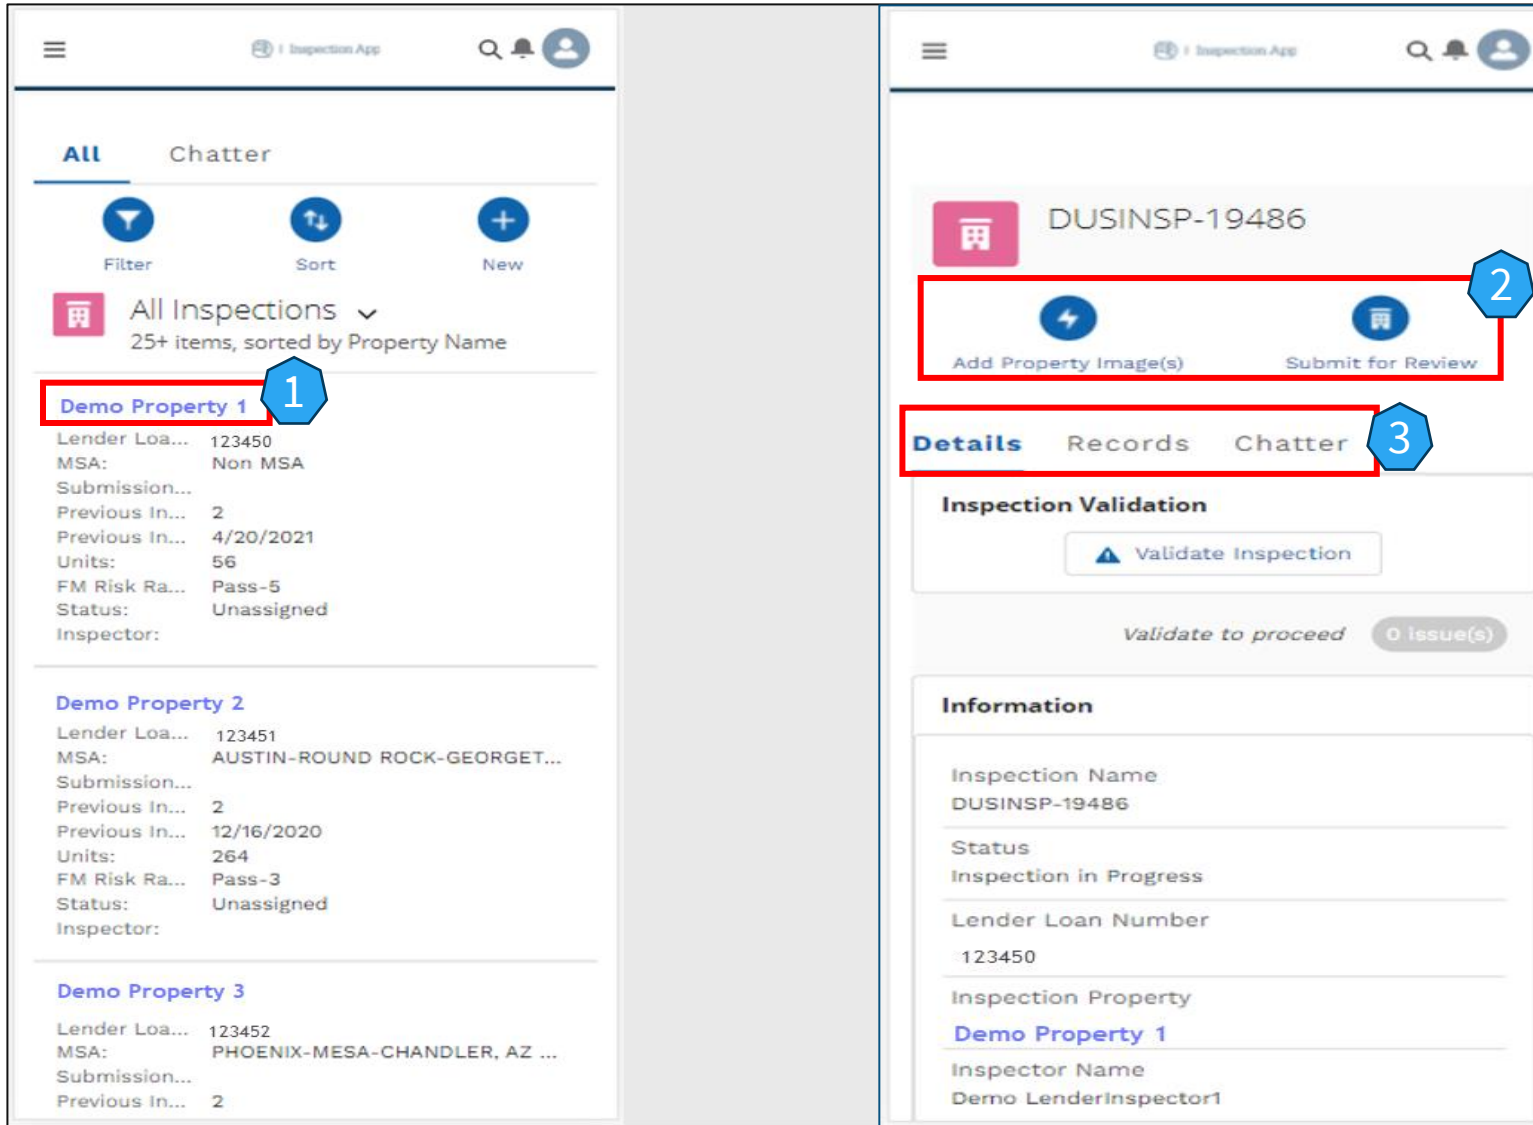 Inspection App
All Chatter
Filter Sort New
All Inspections
25+ items, sorted by Property Name
1
Demo Property 1
Lender Loa... 123450
MSA: Non MSA
Submission...
Previous In... 2
Previous In... 4/20/2021
Units: 56
FM Risk Ra... Pass-5
Status: Unassigned
Inspector:
Demo Property 2
Lender Loa... 123451
MSA: AUSTIN-ROUND ROCK-GEORGET...
Submission...
Previous In... 2
Previous In... 12/16/2020
Units: 264
FM Risk Ra... Pass-3
Status: Unassigned
Inspector:
Demo Property 3
Lender Loa... 123452
MSA: PHOENIX-MESA-CHANDLER, AZ ...
Submission...
Previous In... 2
Inspection App
DUSINSP-19486
2
Add Property Image(s) Submit for Review
Details Records Chatter 3
Inspection Validation
Validate Inspection
Validate to proceed 0 issue(s)
Information
Inspection Name
DUSINSP-19486
Status
Inspection in Progress
Lender Loan Number
123450
Inspection Property
Demo Property 1
Inspector Name
Demo LenderInspector1